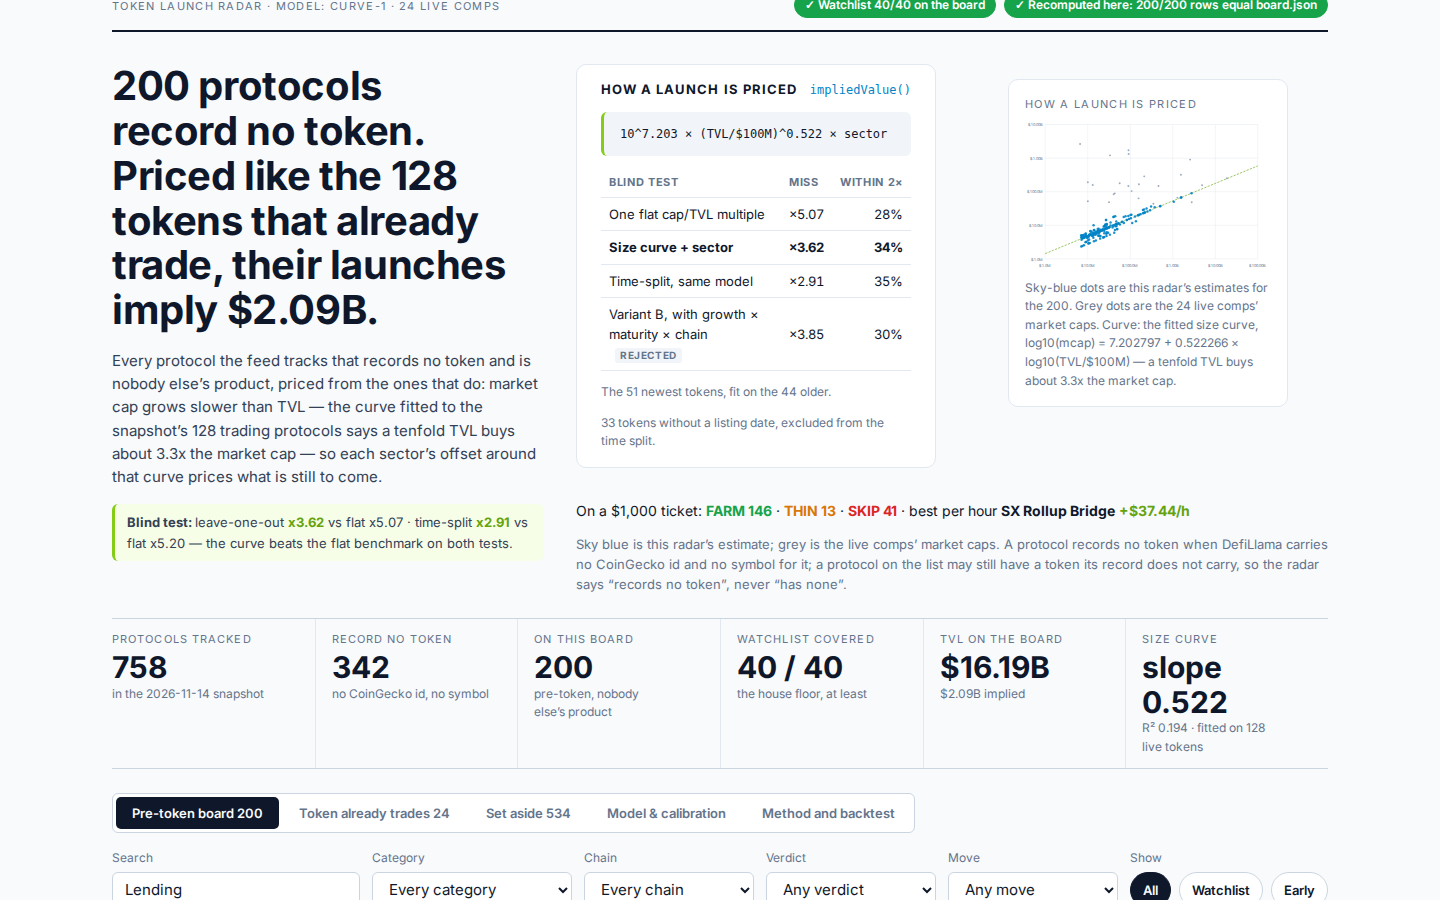 TOKEN LAUNCH RADAR · MODEL: CURVE-1 · 24 LIVE COMPS
✓ Watchlist 40/40 on the board
✓ Recomputed here: 200/200 rows equal board.json
200 protocols
record no token.
Priced like the 128
tokens that already
trade, their launches
imply $2.09B.
Every protocol the feed tracks that records no token and is
nobody else’s product, priced from the ones that do: market
cap grows slower than TVL — the curve fitted to the
snapshot’s 128 trading protocols says a tenfold TVL buys
about 3.3x the market cap — so each sector’s offset around
that curve prices what is still to come.
Blind test: leave-one-out x3.62 vs flat x5.07 · time-split x2.91 vs
flat x5.20 — the curve beats the flat benchmark on both tests.
HOW A LAUNCH IS PRICED impliedValue()
10^7.203 × (TVL/$100M)^0.522 × sector
BLIND TEST MISS WITHIN 2×
One flat cap/TVL multiple ×5.07 28%
Size curve + sector ×3.62 34%
Time-split, same model ×2.91 35%
Variant B, with growth ×
maturity × chain ×3.85 30%
REJECTED
The 51 newest tokens, fit on the 44 older.
33 tokens without a listing date, excluded from the
time split.
HOW A LAUNCH IS PRICED
Sky-blue dots are this radar’s estimates for
the 200. Grey dots are the 24 live comps’
market caps. Curve: the fitted size curve,
log10(mcap) = 7.202797 + 0.522266 ×
log10(TVL/$100M) — a tenfold TVL buys
about 3.3x the market cap.
On a $1,000 ticket: FARM 146 · THIN 13 · SKIP 41 · best per hour SX Rollup Bridge +$37.44/h
Sky blue is this radar’s estimate; grey is the live comps’ market caps. A protocol records no token when DefiLlama carries
no CoinGecko id and no symbol for it; a protocol on the list may still have a token its record does not carry, so the radar
says “records no token”, never “has none”.
PROTOCOLS TRACKED
758
in the 2026-11-14 snapshot
RECORD NO TOKEN
342
no CoinGecko id, no symbol
ON THIS BOARD
200
pre-token, nobody
else’s product
WATCHLIST COVERED
40 / 40
the house floor, at least
TVL ON THE BOARD
$16.19B
$2.09B implied
SIZE CURVE
slope
0.522
R² 0.194 · fitted on 128
live tokens
Pre-token board 200
Token already trades 24
Set aside 534
Model & calibration
Method and backtest
Search
Lending
Category
Every category
Chain
Every chain
Verdict
Any verdict
Move
Any move
Show
All
Watchlist
Early